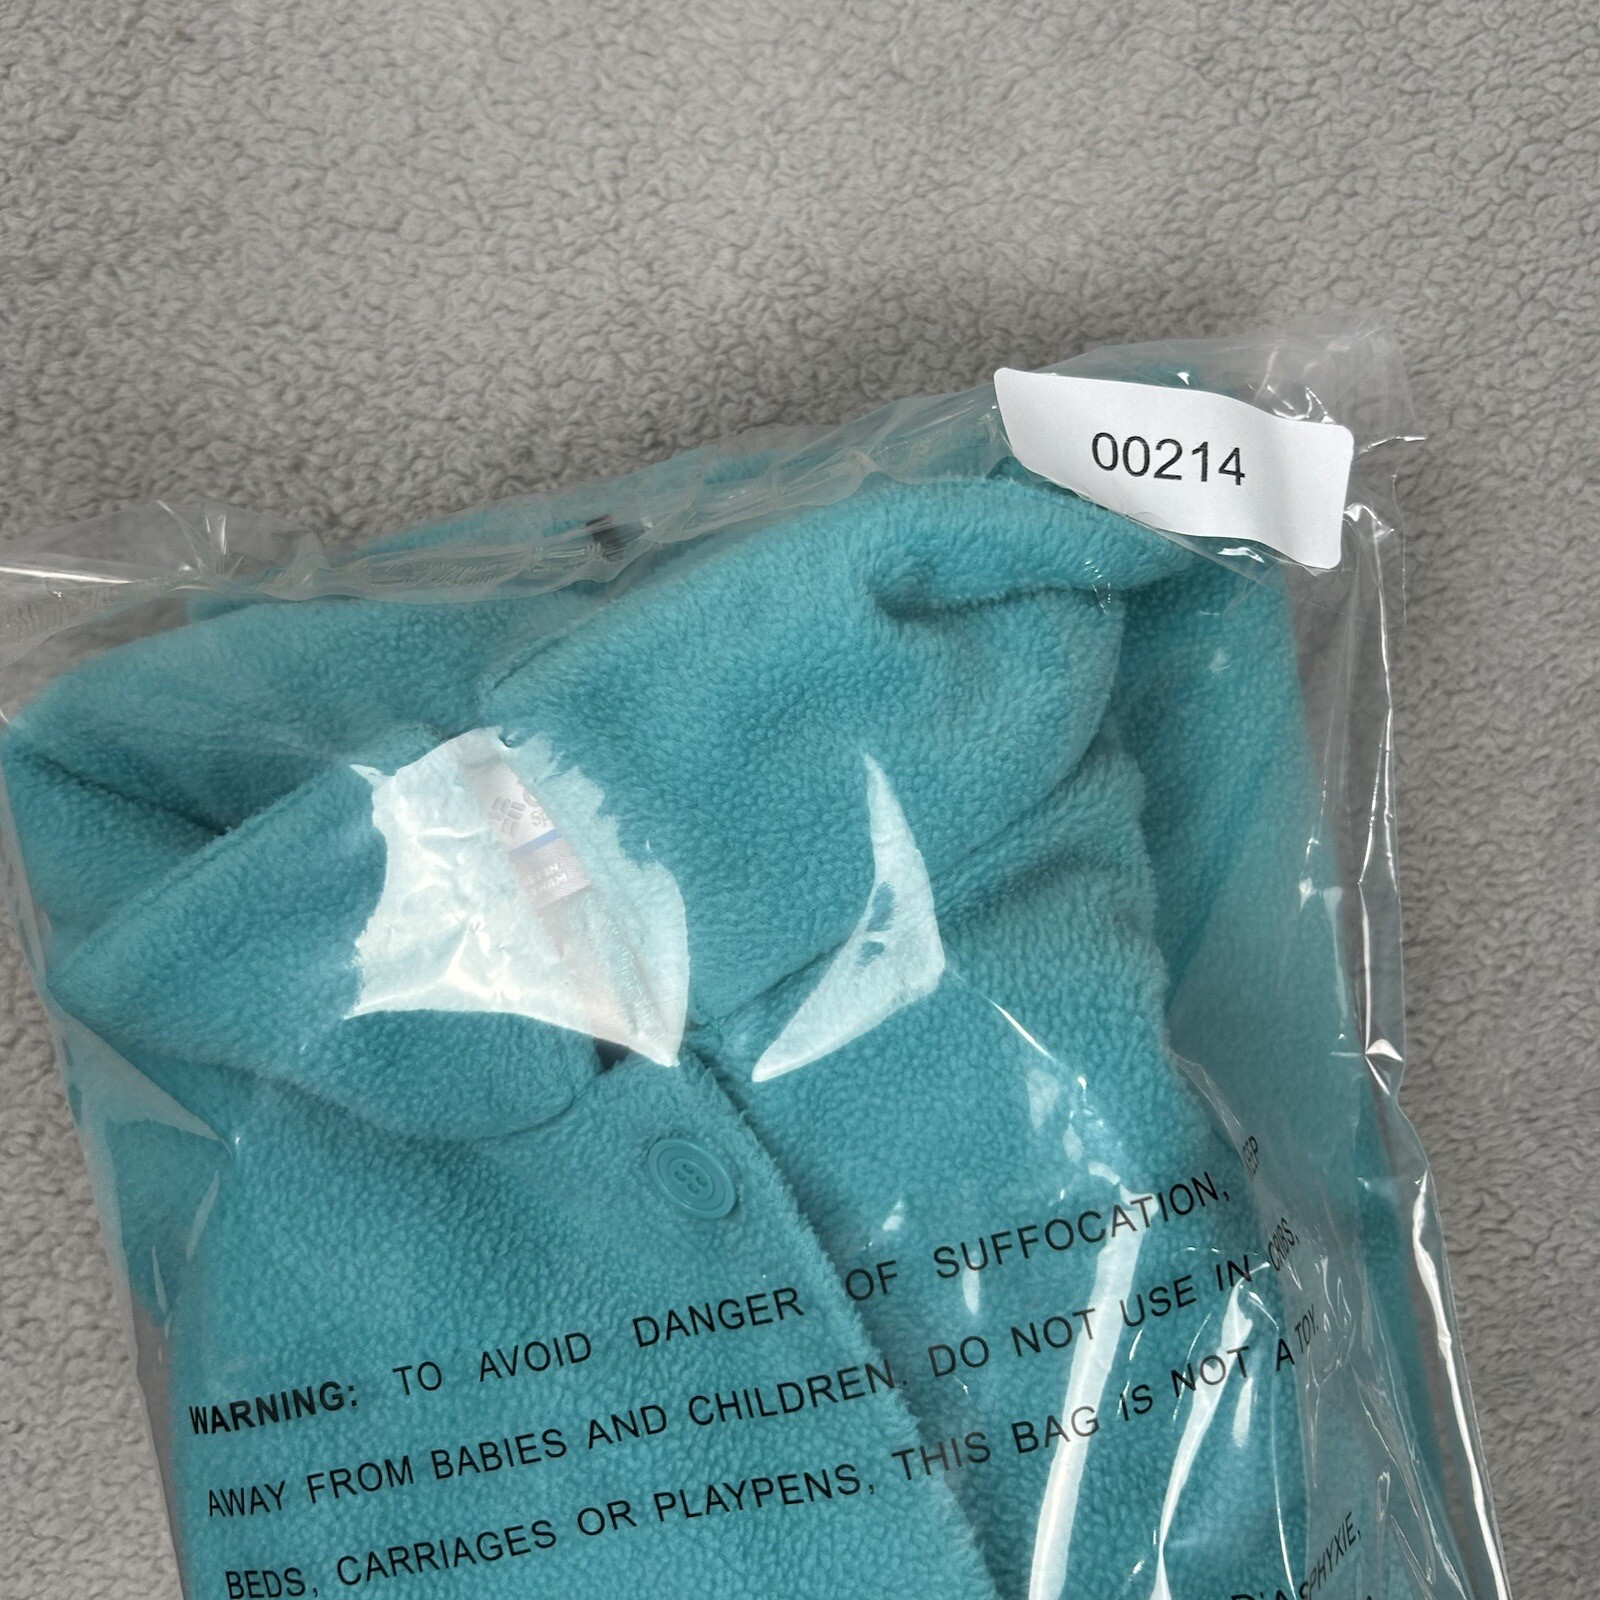 00214
WARNING: TO AVOID DANGER OF SUFFOCATION,
AWAY FROM BABIES AND CHILDREN. DO NOT USE IN CRIBS,
BEDS, CARRIAGES OR PLAYPENS, THIS BAG IS NOT A TOY.